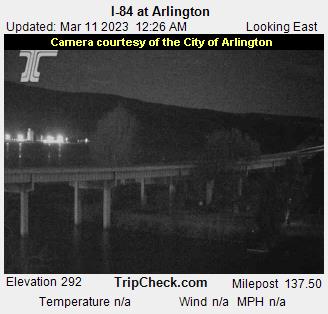 I-84 at Arlington
Updated: Mar 11 2023 12:26 AM Looking East
Camera courtesy of the City of Arlington
Elevation 292 TripCheck.com Milepost 137.50
Temperature n/a Wind n/a MPH n/a